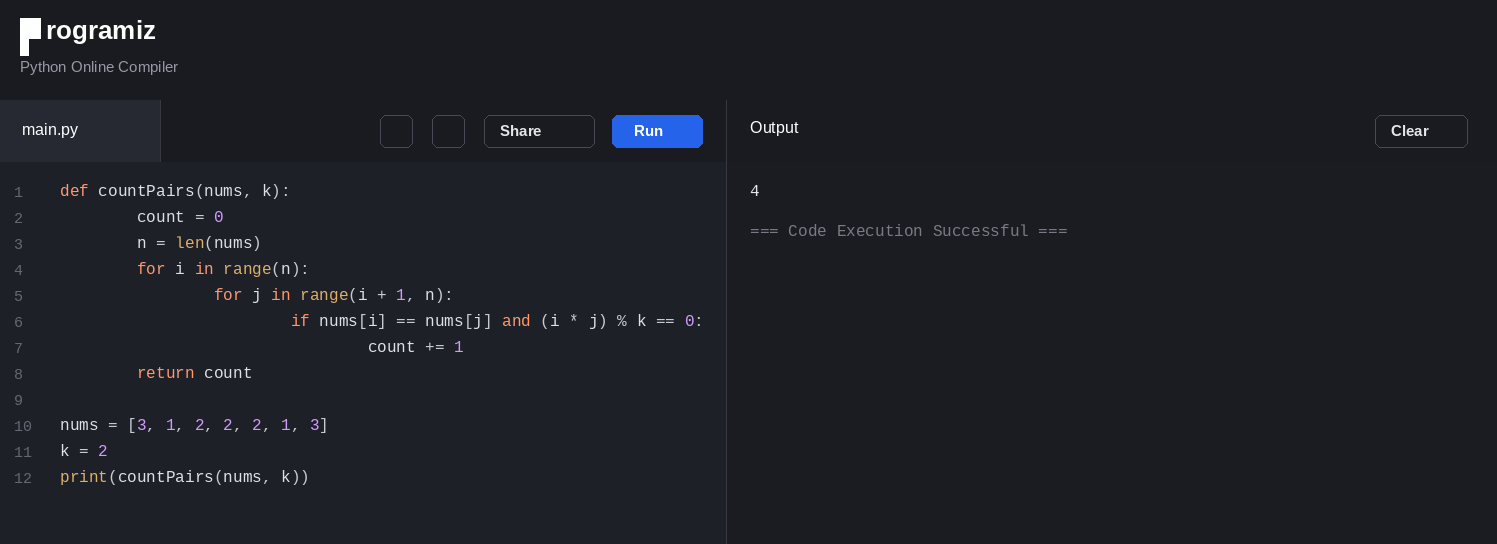 Programiz
Python Online Compiler
main.py
Share
Run
Output
Clear
1 def countPairs(nums, k):
2         count = 0
3         n = len(nums)
4         for i in range(n):
5                 for j in range(i + 1, n):
6                         if nums[i] == nums[j] and (i * j) % k == 0:
7                                 count += 1
8         return count
9
10 nums = [3, 1, 2, 2, 2, 1, 3]
11 k = 2
12 print(countPairs(nums, k))
4
=== Code Execution Successful ===